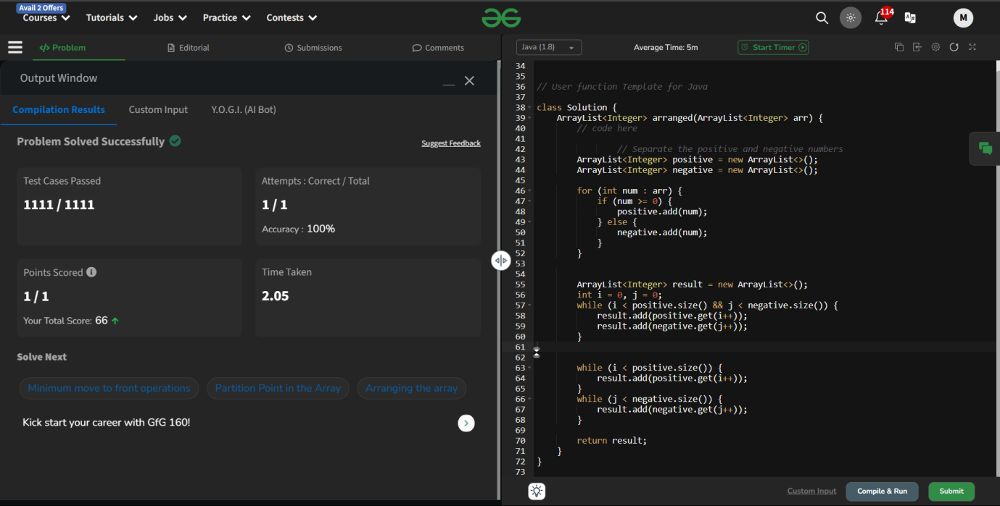 Avail 2 Offers
Courses Tutorials Jobs Practice Contests
114
M
</> Problem Editorial Submissions Comments
Output Window
Compilation Results Custom Input Y.O.G.I. (AI Bot)
Problem Solved Successfully
Suggest Feedback
Test Cases Passed
1111 / 1111
Attempts : Correct / Total
1 / 1
Accuracy : 100%
Points Scored
1 / 1
Your Total Score: 66
Time Taken
2.05
Solve Next
Minimum move to front operations Partition Point in the Array Arranging the array
Kick start your career with GfG 160!
Java (1.8) Average Time: 5m Start Timer
34
35
36 // User function Template for Java
37
38 class Solution {
39 ArrayList<Integer> arranged(ArrayList<Integer> arr) {
40 // code here
41
42 // Separate the positive and negative numbers
43 ArrayList<Integer> positive = new ArrayList<>();
44 ArrayList<Integer> negative = new ArrayList<>();
45
46 for (int num : arr) {
47 if (num >= 0) {
48 positive.add(num);
49 } else {
50 negative.add(num);
51 }
52 }
53
54
55 ArrayList<Integer> result = new ArrayList<>();
56 int i = 0, j = 0;
57 while (i < positive.size() && j < negative.size()) {
58 result.add(positive.get(i++));
59 result.add(negative.get(j++));
60 }
61
62
63 while (i < positive.size()) {
64 result.add(positive.get(i++));
65 }
66 while (j < negative.size()) {
67 result.add(negative.get(j++));
68 }
69
70 return result;
71 }
72 }
73
Custom Input Compile & Run Submit